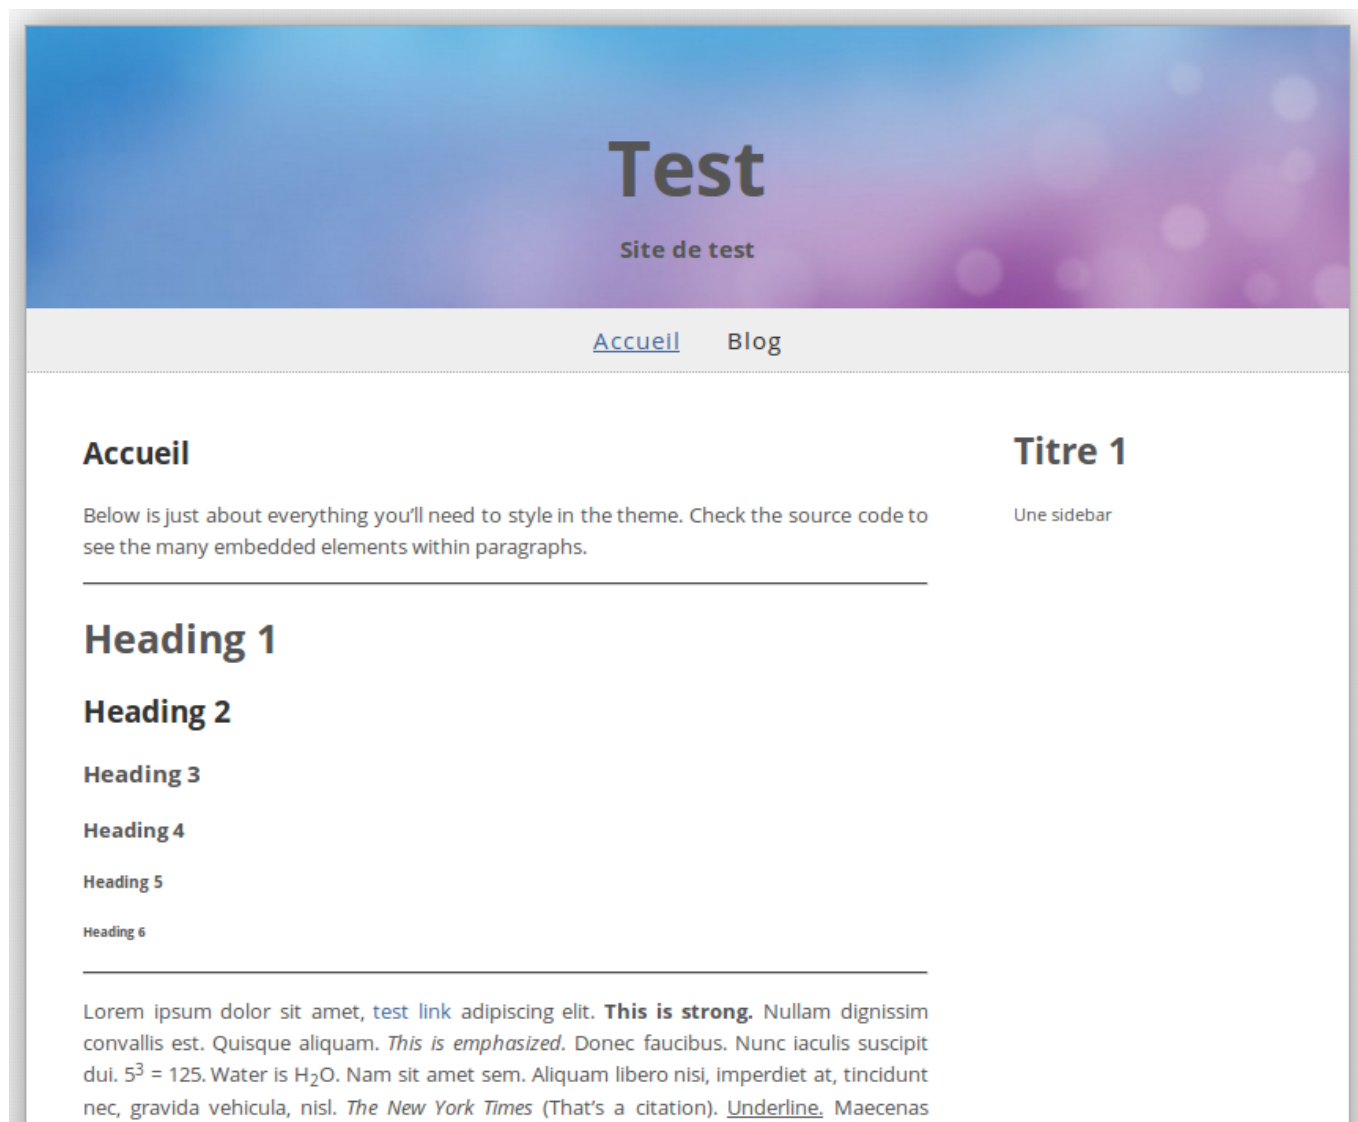 Test
Site de test
Accueil Blog
Accueil
Below is just about everything you'll need to style in the theme. Check the source code to
see the many embedded elements within paragraphs.
Heading 1
Heading 2
Heading 3
Heading 4
Heading 5
Heading 6
Lorem ipsum dolor sit amet, test link adipiscing elit. This is strong. Nullam dignissim
convallis est. Quisque aliquam. This is emphasized. Donec faucibus. Nunc iaculis suscipit
dui. 5³ = 125. Water is H₂O. Nam sit amet sem. Aliquam libero nisi, imperdiet at, tincidunt
nec, gravida vehicula, nisl. The New York Times (That's a citation). Underline. Maecenas
Titre 1
Une sidebar